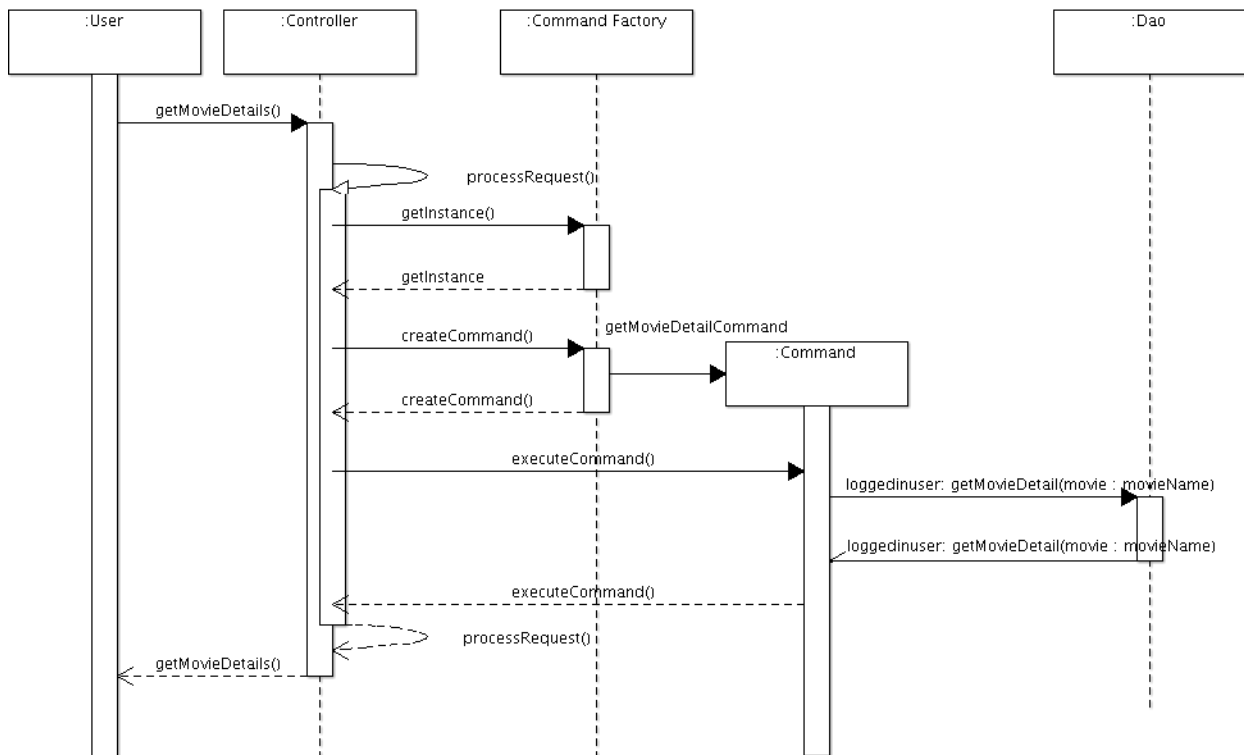 :User
:Controller
:Command Factory
:Dao
getMovieDetails()
processRequest()
getInstance()
getInstance
createCommand()
getMovieDetailCommand
:Command
createCommand()
executeCommand()
loggedinuser: getMovieDetail(movie : movieName)
loggedinuser: getMovieDetail(movie : movieName)
executeCommand()
processRequest()
getMovieDetails()